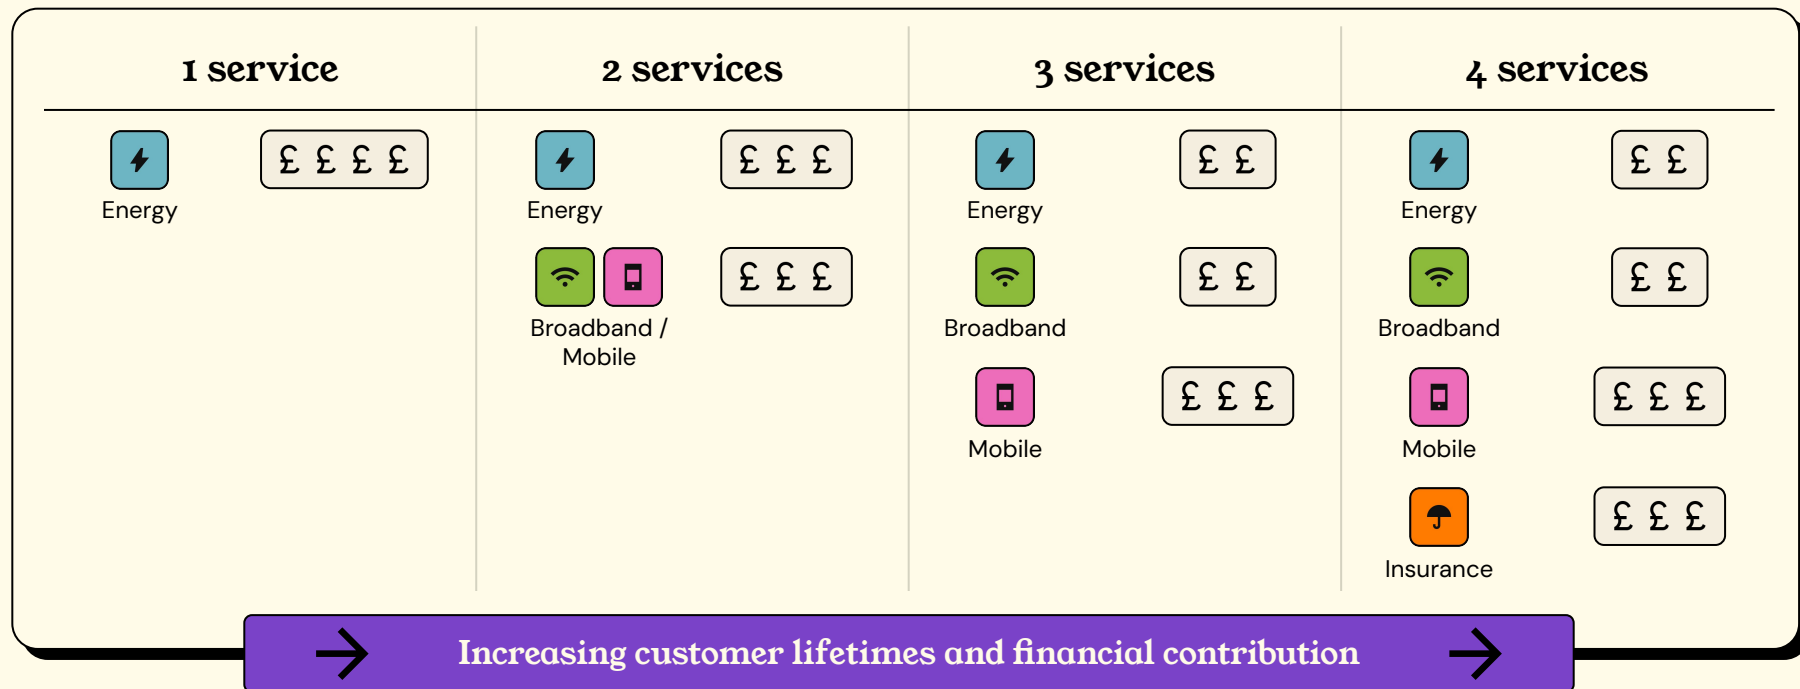 1 service
2 services
3 services
4 services
Energy
£ £ £ £
Energy
£ £ £
Broadband /
Mobile
£ £ £
Energy
£ £
Broadband
£ £
Mobile
£ £ £
Energy
£ £
Broadband
£ £
Mobile
£ £ £
Insurance
£ £ £
Increasing customer lifetimes and financial contribution